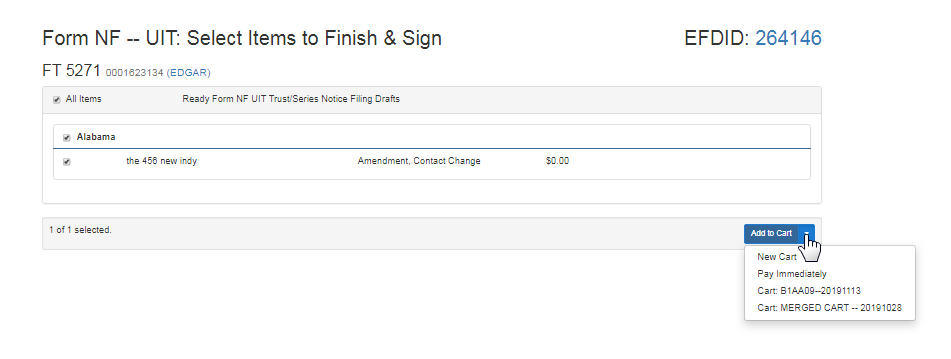 Form NF -- UIT: Select Items to Finish & Sign EFDID: 264146
FT 5271 0001623134 (EDGAR)
All Items Ready Form NF UIT Trust/Series Notice Filing Drafts
Alabama
the 456 new indy Amendment, Contact Change $0.00
1 of 1 selected. Add to Cart
New Cart
Pay Immediately
Cart: B1AA09--20191113
Cart: MERGED CART -- 20191028